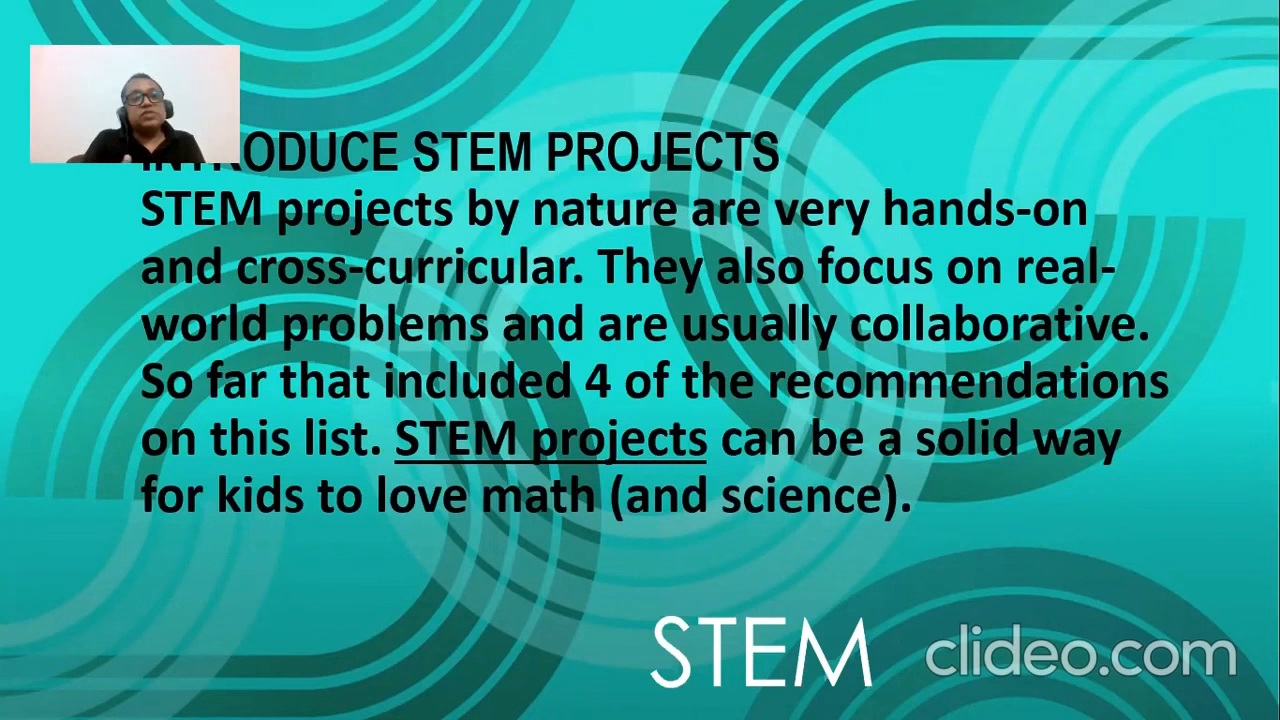 INTRODUCE STEM PROJECTS
STEM projects by nature are very hands-on
and cross-curricular. They also focus on real-
world problems and are usually collaborative.
So far that included 4 of the recommendations
on this list. STEM projects can be a solid way
for kids to love math (and science).
STEM
clideo.com